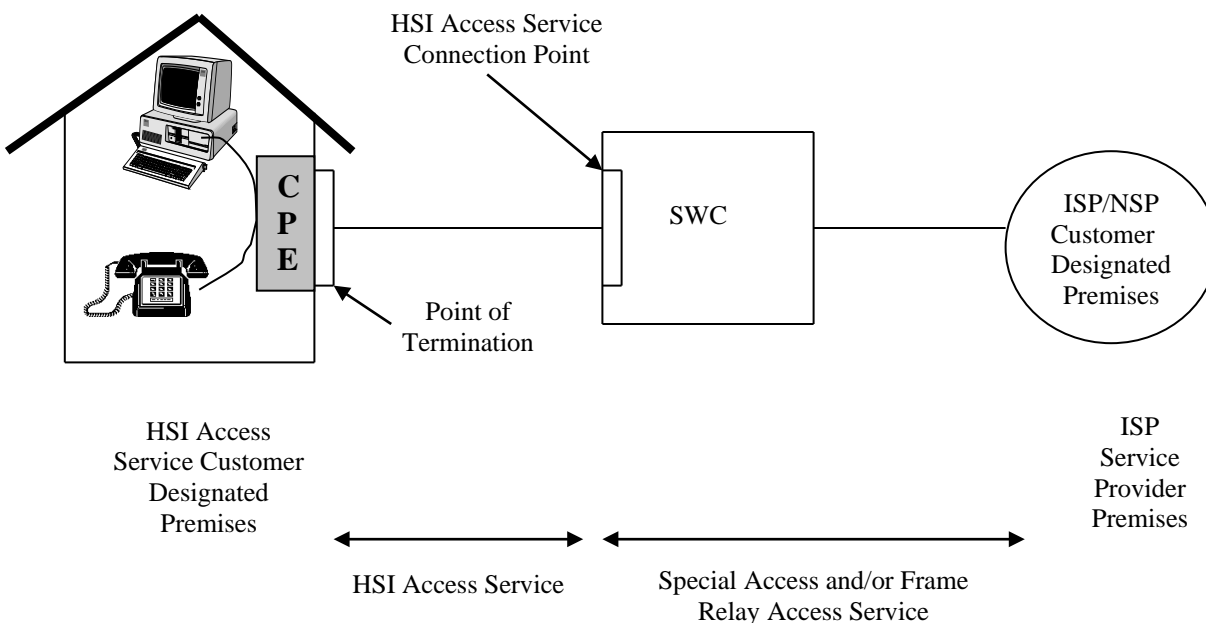 HSI Access Service
Connection Point
C
P
E
SWC
ISP/NSP
Customer
Designated
Premises
Point of
Termination
HSI Access
Service Customer
Designated
Premises
ISP
Service
Provider
Premises
HSI Access Service
Special Access and/or Frame
Relay Access Service